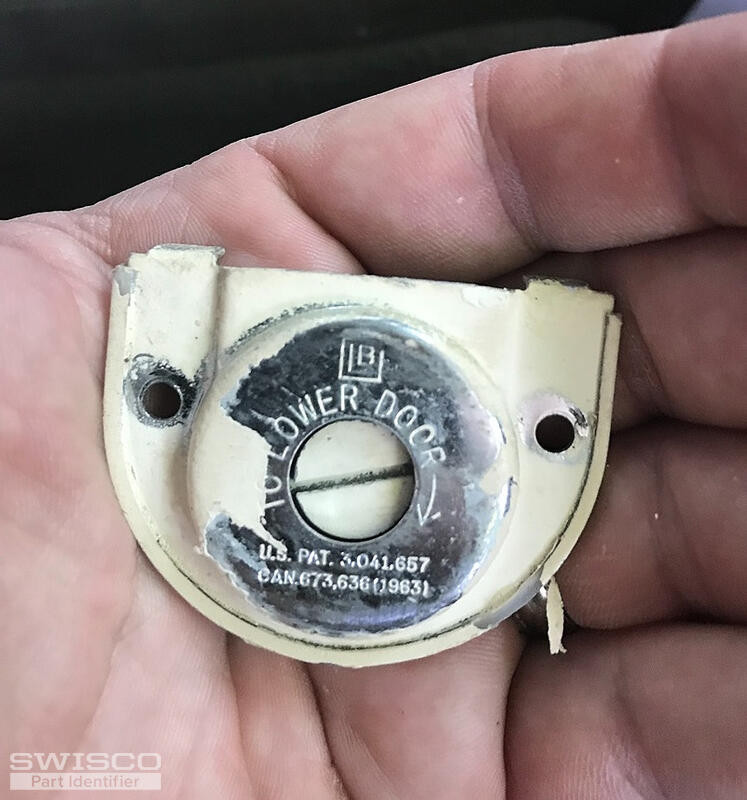 LB
TO LOWER DOOR
U.S. PAT. 3,041,657
CAN.673,636 (1963)
SWISCO
Part Identifier